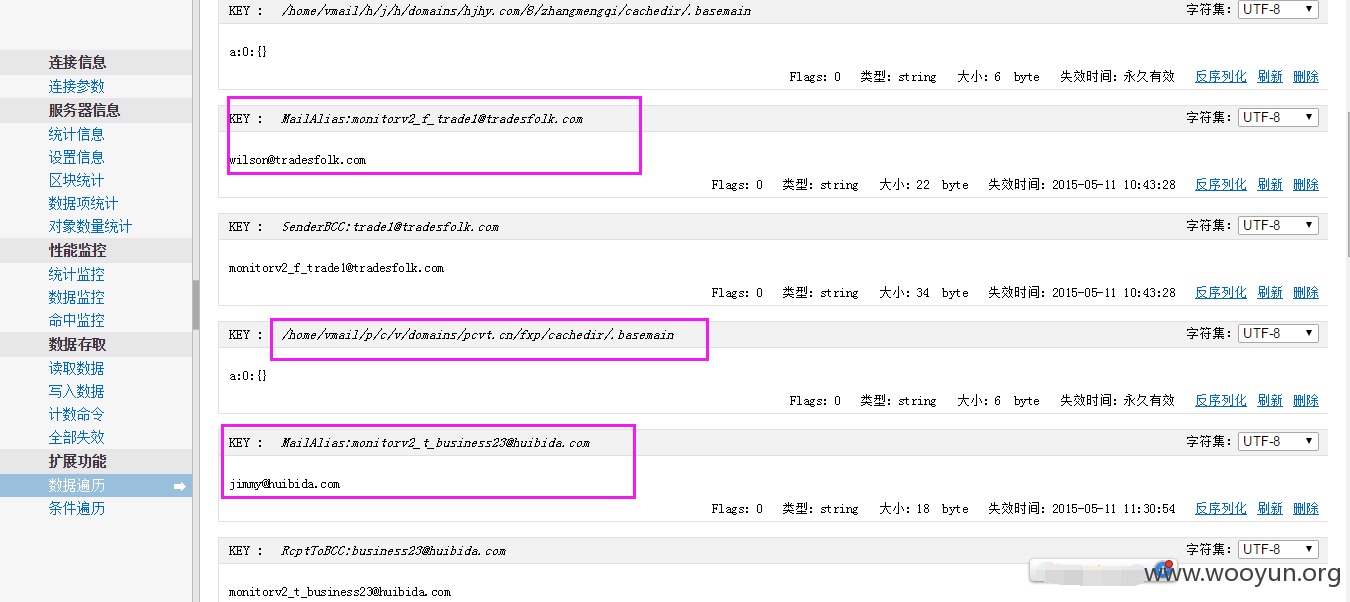 KEY : /home/vmail/h/j/h/domains/hjhy.com/8/zhangmengqi/cachedir/.basemain 字符集: UTF-8
a:0:{}
Flags: 0 类型: string 大小: 6 byte 失效时间: 永久有效 反序列化 刷新 删除
KEY : MailAlias:monitorv2_f_trade1@tradesfolk.com 字符集: UTF-8
wilson@tradesfolk.com
Flags: 0 类型: string 大小: 22 byte 失效时间: 2015-05-11 10:43:28 反序列化 刷新 删除
KEY : SenderBCC:trade1@tradesfolk.com 字符集: UTF-8
monitorv2_f_trade1@tradesfolk.com
Flags: 0 类型: string 大小: 34 byte 失效时间: 2015-05-11 10:43:28 反序列化 刷新 删除
KEY : /home/vmail/p/c/v/domains/pcvt.cn/fxp/cachedir/.basemain 字符集: UTF-8
a:0:{}
Flags: 0 类型: string 大小: 6 byte 失效时间: 永久有效 反序列化 刷新 删除
KEY : MailAlias:monitorv2_t_business23@huibida.com 字符集: UTF-8
jimmy@huibida.com
Flags: 0 类型: string 大小: 18 byte 失效时间: 2015-05-11 11:30:54 反序列化 刷新 删除
KEY : RcptToBCC:business23@huibida.com 字符集: UTF-8
monitorv2_t_business23@huibida.com
连接信息
连接参数
服务器信息
统计信息
设置信息
区块统计
数据项统计
对象数量统计
性能监控
统计监控
数据监控
命中监控
数据存取
读取数据
写入数据
计数命令
全部失效
扩展功能
数据遍历
条件遍历
www.wooyun.org